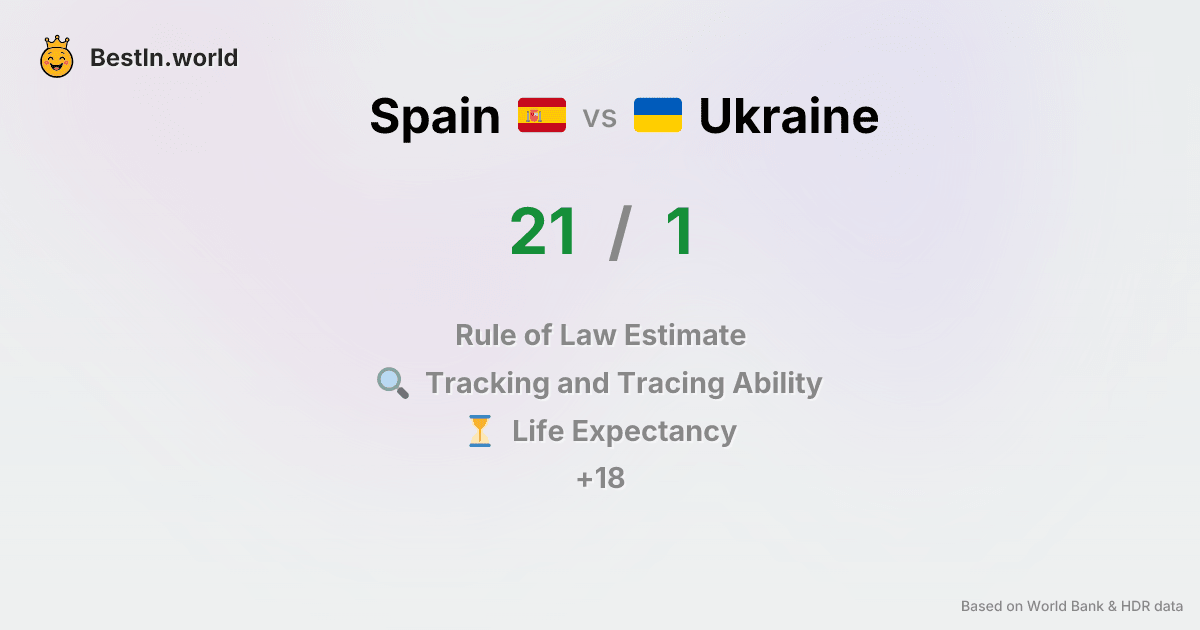 BestIn.world
Spain vs Ukraine
21 / 1
Rule of Law Estimate
Tracking and Tracing Ability
Life Expectancy
+18
Based on World Bank & HDR data